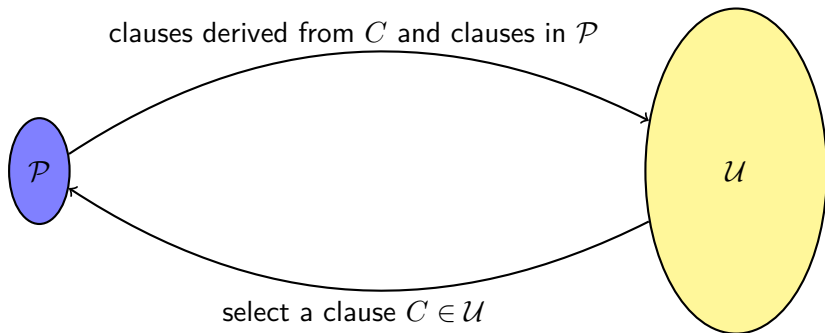 clauses derived from C and clauses in 𝒫
𝒫
𝒰
select a clause C ∈ 𝒰